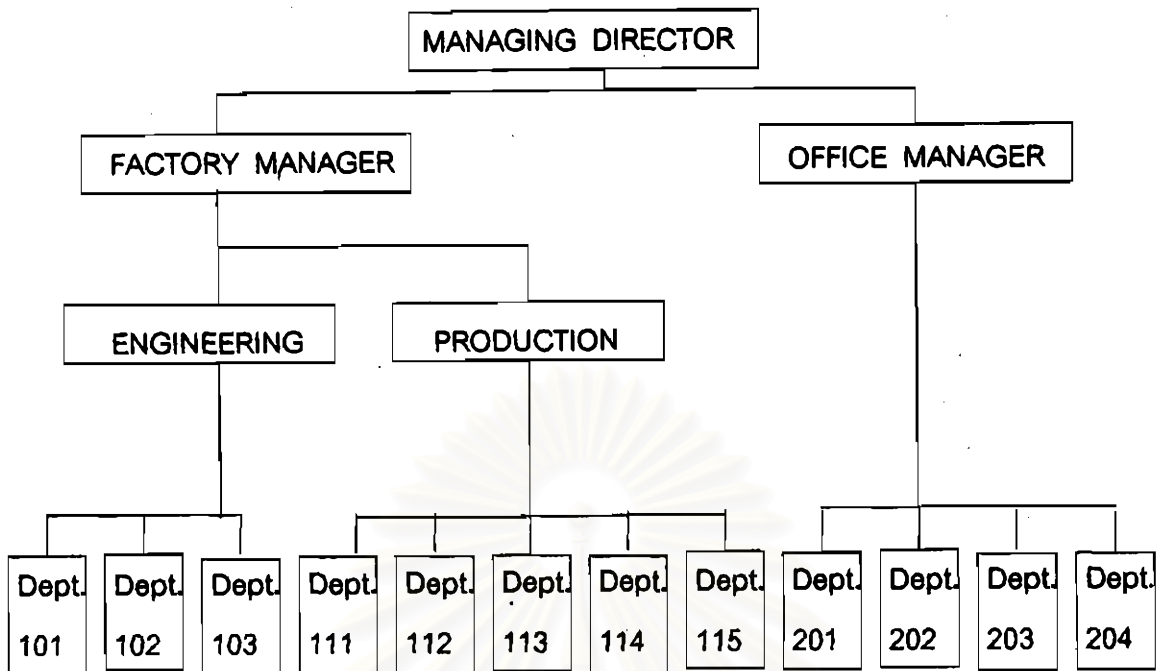 MANAGING DIRECTOR
FACTORY MANAGER
OFFICE MANAGER
ENGINEERING
PRODUCTION
Dept.
101
Dept.
102
Dept.
103
Dept.
111
Dept.
112
Dept.
113
Dept.
114
Dept.
115
Dept.
201
Dept.
202
Dept.
203
Dept.
204